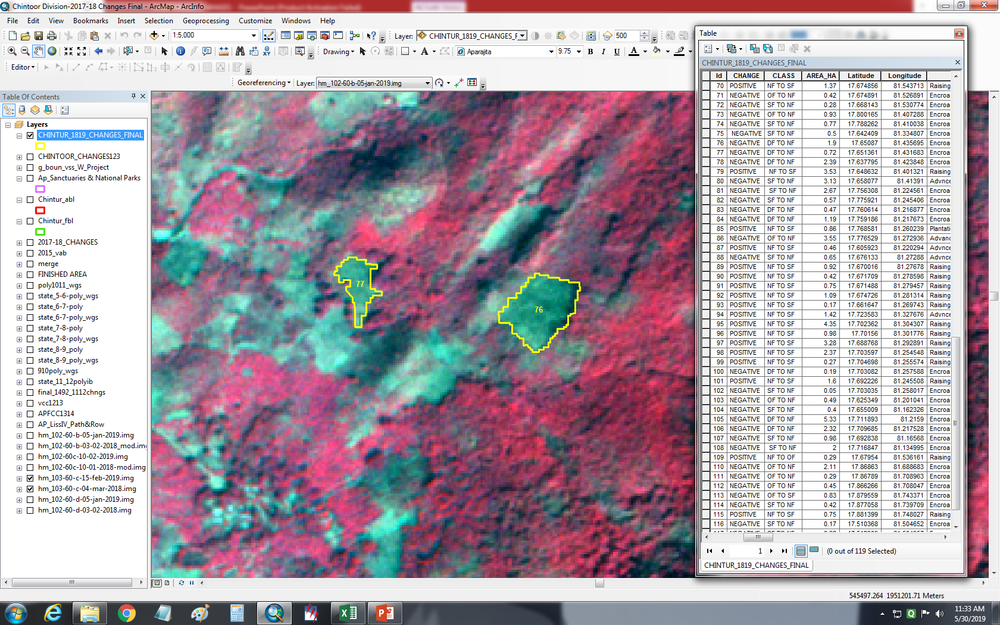 Chintoor Division-2017-18 Changes Final - ArcMap - ArcInfo
File Edit View Bookmarks Insert Selection Geoprocessing Customize Windows Help
1:5,000 Layer: CHINTUR_1819_CHANGES_F 500
Drawing Aparajita 9.75 B I U A
Editor
Georeferencing Layer: hm_102-60-b-05-jan-2019.img
Table Of Contents
Layers
CHINTUR_1819_CHANGES_FINAL
CHINTOOR_CHANGES123
g_boun_vss_W_Project
Ap_Sanctuaries & National Parks
Chintur_abl
Chintur_fbl
2017-18_CHANGES
2015_vab
merge
FINISHED AREA
poly1011_wgs
state_5-6-poly_wgs
state_6-7-poly
state_6-7-poly_wgs
state_7-8-poly
state_7-8-poly_wgs
state_8-9_poly
state_8-9_poly_wgs
910poly_wgs
state_11_12polyib
final_1492_1112chngs
vcc1213
APFCC1314
AP_LissIV_Path&Row
hm_102-60-b-05-jan-2019.img
hm_102-60-b-03-02-2018_mod.img
hm_102-60c-10-02-2019.img
hm_102-60c-10-01-2018-mod.img
hm_103-60-c-15-feb-2019.img
hm_103-60-c-04-mar-2018.img
hm_102-60-d-05-jan-2019.img
hm_102-60-d-03-02-2018.img
77
76
Table
CHINTUR_1819_CHANGES_FINAL
Id CHANGE CLASS AREA_HA Latitude Longitude
70 POSITIVE NF TO SF 1.37 17.674856 81.543713 Raising
71 NEGATIVE OF TO NF 0.42 17.674891 81.526891 Encroa
72 NEGATIVE SF TO NF 0.28 17.668143 81.530774 Encroa
73 NEGATIVE OF TO NF 0.93 17.800165 81.407288 Encroa
74 NEGATIVE SF TO NF 0.77 17.788262 81.410038 Encroa
75 NEGATIVE SF TO NF 0.5 17.642409 81.334807 Encroa
76 NEGATIVE DF TO NF 1.9 17.65087 81.435695 Encroa
77 NEGATIVE DF TO NF 0.72 17.651361 81.431683 Encroa
78 NEGATIVE DF TO NF 2.39 17.637795 81.423848 Encroa
79 POSITIVE NF TO SF 3.53 17.648632 81.401321 Raising
80 NEGATIVE SF TO NF 3.13 17.658077 81.41391 Advnce
81 NEGATIVE SF TO NF 2.67 17.756308 81.224561 Encroa
82 NEGATIVE SF TO NF 0.57 17.775921 81.245406 Encroa
83 NEGATIVE DF TO NF 0.47 17.760614 81.216877 Encroa
84 NEGATIVE DF TO NF 1.19 17.759186 81.217673 Encroa
85 POSITIVE NF TO SF 0.86 17.768581 81.260239 Plantati
86 NEGATIVE OF TO NF 3.55 17.776529 81.272936 Advanc
87 POSITIVE NF TO SF 0.46 17.605923 81.220294 Advnce
88 NEGATIVE SF TO NF 0.65 17.676133 81.27288 Advnce
89 POSITIVE NF TO SF 0.92 17.670016 81.27678 Raising
90 POSITIVE NF TO SF 0.42 17.671709 81.278598 Raising
91 POSITIVE NF TO SF 0.75 17.671488 81.279457 Raising
92 POSITIVE NF TO SF 1.09 17.674726 81.281314 Raising
93 POSITIVE NF TO SF 0.17 17.661647 81.269743 Raising
94 POSITIVE NF TO SF 1.42 17.723583 81.327676 Advnce
95 POSITIVE NF TO SF 4.35 17.702362 81.304307 Raising
96 POSITIVE NF TO SF 0.98 17.70156 81.301776 Raising
97 POSITIVE NF TO SF 3.28 17.688768 81.292891 Raising
98 POSITIVE NF TO SF 2.37 17.703597 81.254548 Raising
99 POSITIVE NF TO SF 0.27 17.704698 81.255574 Raising
100 NEGATIVE DF TO NF 0.19 17.703082 81.257588 Encroa
101 POSITIVE NF TO SF 1.6 17.692226 81.245508 Raising
102 NEGATIVE SF TO NF 0.05 17.703035 81.258017 Encroa
103 NEGATIVE OF TO NF 0.49 17.625349 81.201041 Encroa
104 NEGATIVE SF TO NF 0.4 17.655009 81.162326 Encroa
105 NEGATIVE DF TO NF 5.33 17.711893 81.2159 Encroa
106 NEGATIVE DF TO NF 2.32 17.709685 81.217528 Encroa
107 NEGATIVE SF TO NF 0.98 17.692838 81.16568 Encroa
108 NEGATIVE SF TO NF 2 17.716847 81.134995 Encroa
109 POSITIVE NF TO OF 0.29 17.67954 81.536161 Raising
110 NEGATIVE OF TO NF 2.11 17.86863 81.688683 Encroa
111 NEGATIVE OF TO NF 0.29 17.86789 81.708963 Encroa
112 NEGATIVE OF TO NF 0.45 17.866266 81.708047 Encroa
113 NEGATIVE OF TO SF 0.83 17.879559 81.743371 Encroa
114 NEGATIVE SF TO NF 0.42 17.877058 81.739709 Encroa
115 POSITIVE NF TO SF 0.75 17.881399 81.748027 Raising
116 NEGATIVE SF TO NF 0.17 17.510368 81.504652 Encroa
1 (0 out of 119 Selected)
CHINTUR_1819_CHANGES_FINAL
545497.264 1951201.71 Meters
11:33 AM
5/30/2019